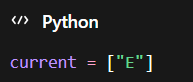 </> Python
current = ["E"]